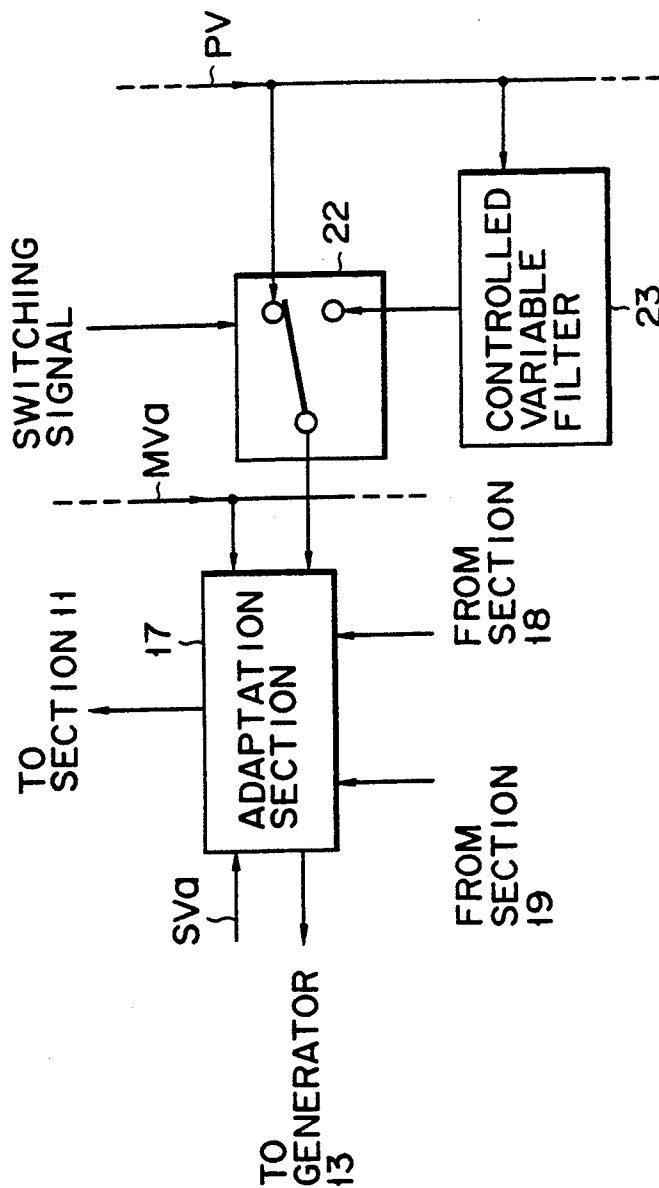 TO
SECTION 11
17
MVa
SWITCHING
SIGNAL
PV
SVa
ADAPTATION
SECTION
22
TO
GENERATOR
13
FROM
SECTION
19
FROM
SECTION
18
CONTROLLED
VARIABLE
FILTER
23